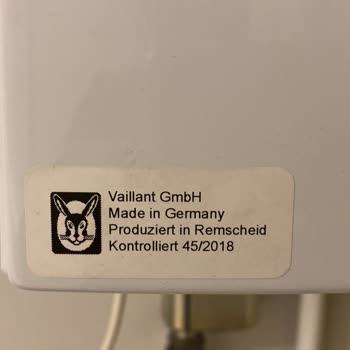 Vaillant GmbH
Made in Germany
Produziert in Remscheid
Kontrolliert 45/2018